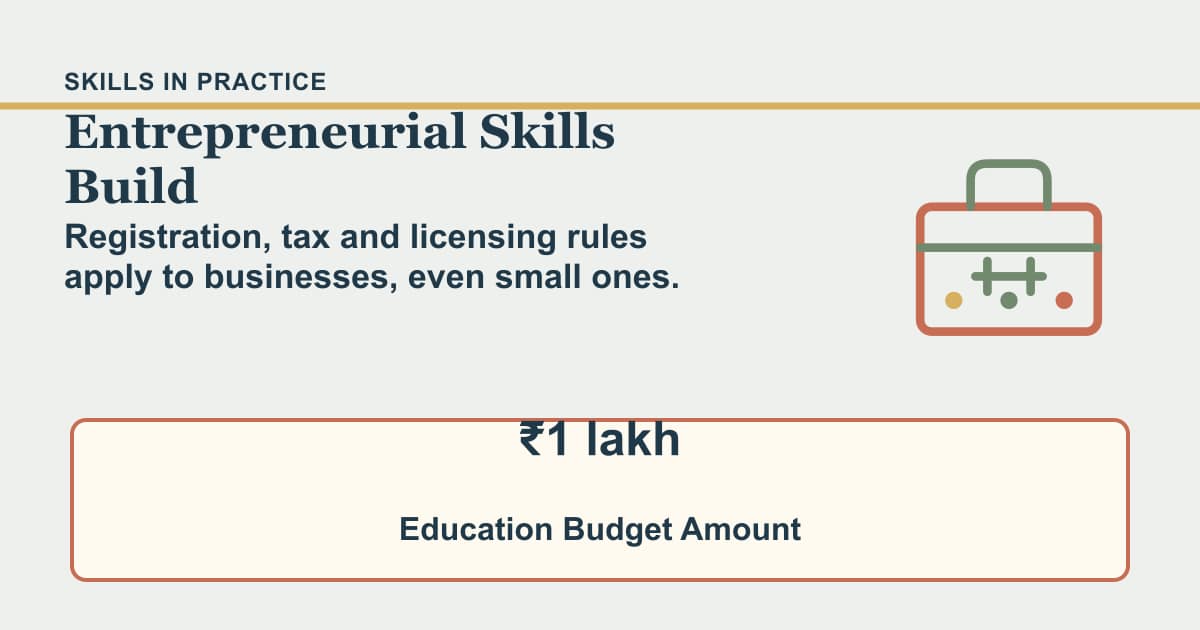 SKILLS IN PRACTICE
Entrepreneurial Skills
Build
Registration, tax and licensing rules
apply to businesses, even small ones.
₹1 lakh
Education Budget Amount